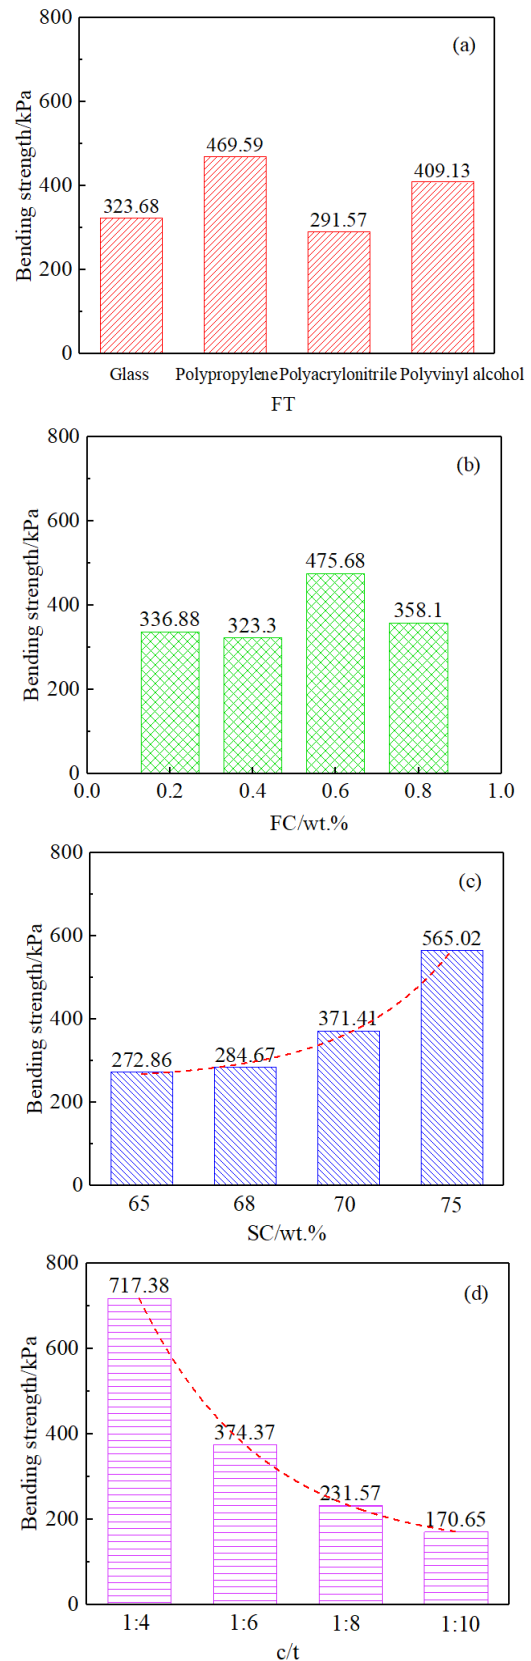 800
(a)
600
469.59
409.13
400
323.68
291.57
200
0
Bending strength/kPa
Glass Polypropylene Polyacrylonitrile Polyvinyl alcohol
FT
800
(b)
600
475.68
400
336.88
323.3
358.1
200
0
Bending strength/kPa
0.0 0.2 0.4 0.6 0.8 1.0
FC/wt.%
800
(c)
600
565.02
400
371.41
272.86
284.67
200
0
Bending strength/kPa
65 68 70 75
SC/wt.%
800
717.38
(d)
600
400
374.37
231.57
170.65
200
0
Bending strength/kPa
1:4 1:6 1:8 1:10
c/t